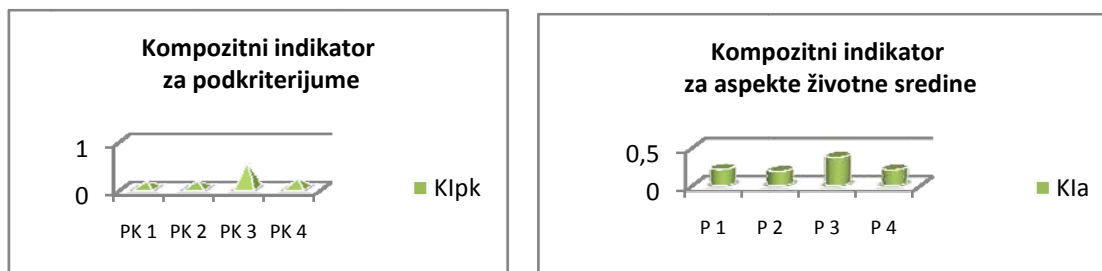 Kompozitni indikator
za podkriterijume
1
0
PK 1 PK 2 PK 3 PK 4
KIpk
Kompozitni indikator
za aspekte životne sredine
0,5
0
P 1 P 2 P 3 P 4
KIa